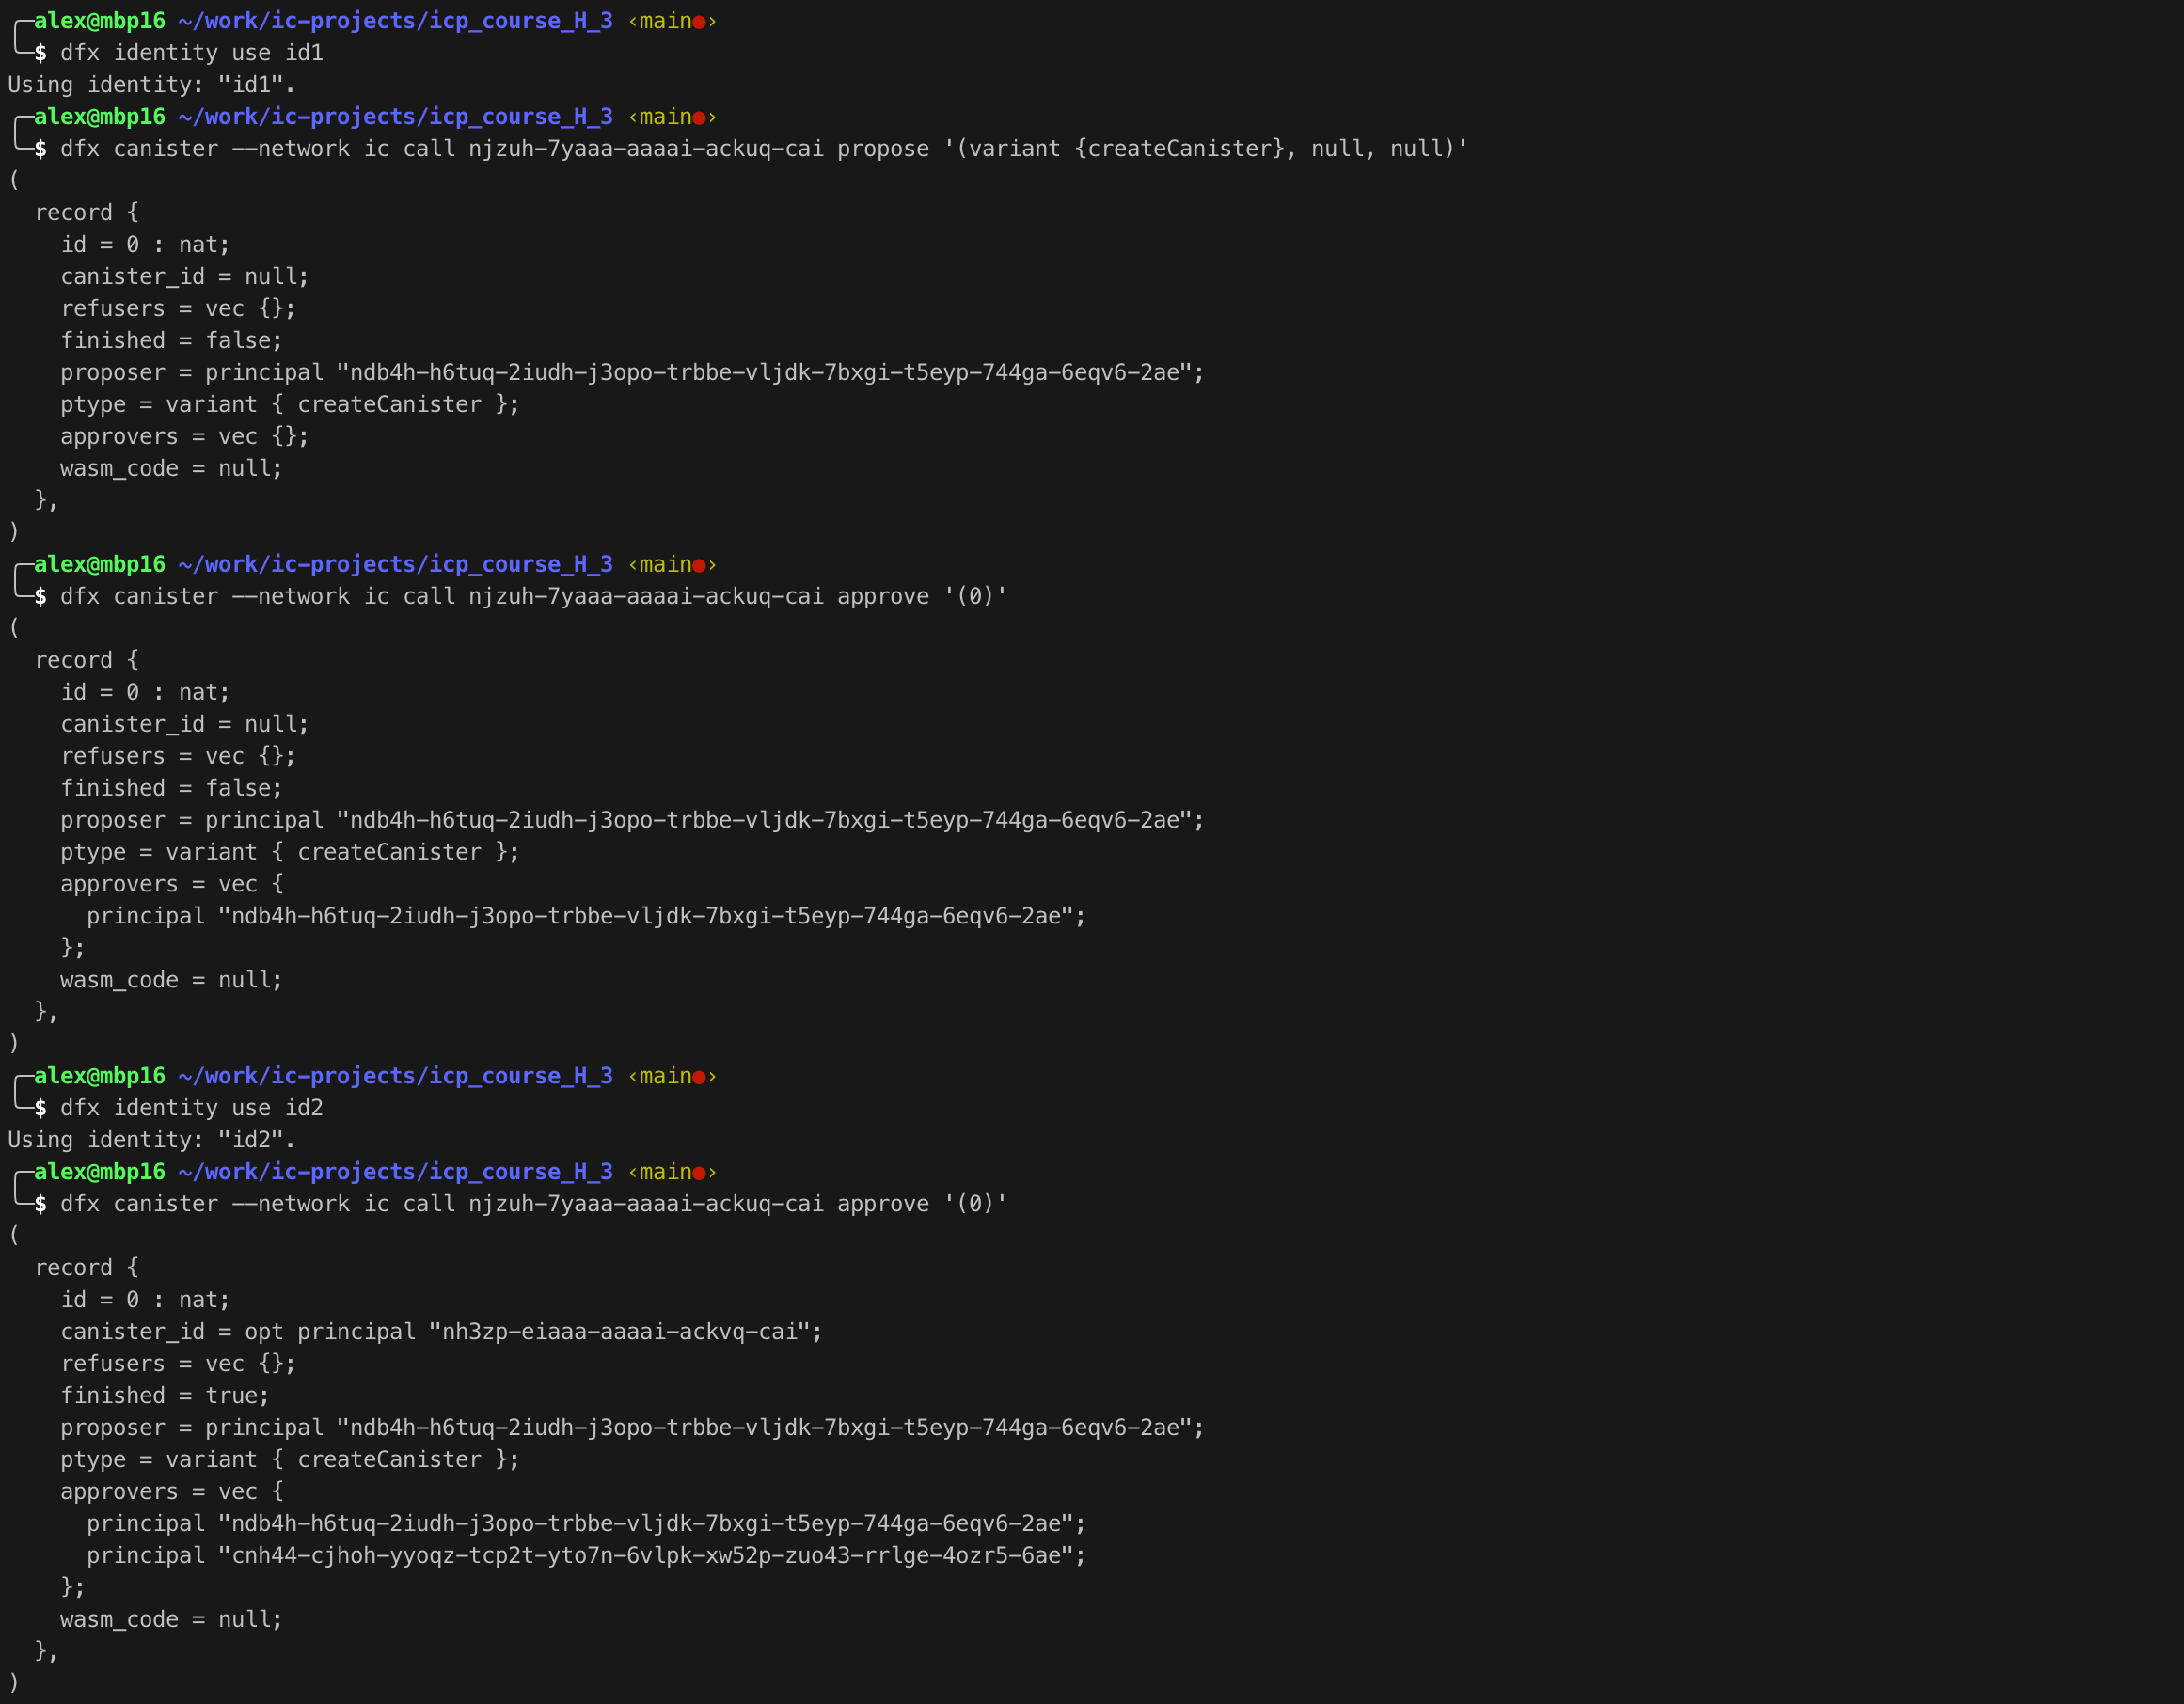 alex@mbp16 ~/work/ic-projects/icp_course_H_3 ‹main●›
$ dfx identity use id1
Using identity: "id1".
alex@mbp16 ~/work/ic-projects/icp_course_H_3 ‹main●›
$ dfx canister --network ic call njzuh-7yaaa-aaaai-ackuq-cai propose '(variant {createCanister}, null, null)'
(
  record {
    id = 0 : nat;
    canister_id = null;
    refusers = vec {};
    finished = false;
    proposer = principal "ndb4h-h6tuq-2iudh-j3opo-trbbe-vljdk-7bxgi-t5eyp-744ga-6eqv6-2ae";
    ptype = variant { createCanister };
    approvers = vec {};
    wasm_code = null;
  },
)
alex@mbp16 ~/work/ic-projects/icp_course_H_3 ‹main●›
$ dfx canister --network ic call njzuh-7yaaa-aaaai-ackuq-cai approve '(0)'
(
  record {
    id = 0 : nat;
    canister_id = null;
    refusers = vec {};
    finished = false;
    proposer = principal "ndb4h-h6tuq-2iudh-j3opo-trbbe-vljdk-7bxgi-t5eyp-744ga-6eqv6-2ae";
    ptype = variant { createCanister };
    approvers = vec {
      principal "ndb4h-h6tuq-2iudh-j3opo-trbbe-vljdk-7bxgi-t5eyp-744ga-6eqv6-2ae";
    };
    wasm_code = null;
  },
)
alex@mbp16 ~/work/ic-projects/icp_course_H_3 ‹main●›
$ dfx identity use id2
Using identity: "id2".
alex@mbp16 ~/work/ic-projects/icp_course_H_3 ‹main●›
$ dfx canister --network ic call njzuh-7yaaa-aaaai-ackuq-cai approve '(0)'
(
  record {
    id = 0 : nat;
    canister_id = opt principal "nh3zp-eiaaa-aaaai-ackvq-cai";
    refusers = vec {};
    finished = true;
    proposer = principal "ndb4h-h6tuq-2iudh-j3opo-trbbe-vljdk-7bxgi-t5eyp-744ga-6eqv6-2ae";
    ptype = variant { createCanister };
    approvers = vec {
      principal "ndb4h-h6tuq-2iudh-j3opo-trbbe-vljdk-7bxgi-t5eyp-744ga-6eqv6-2ae";
      principal "cnh44-cjhoh-yyoqz-tcp2t-yto7n-6vlpk-xw52p-zuo43-rrlge-4ozr5-6ae";
    };
    wasm_code = null;
  },
)